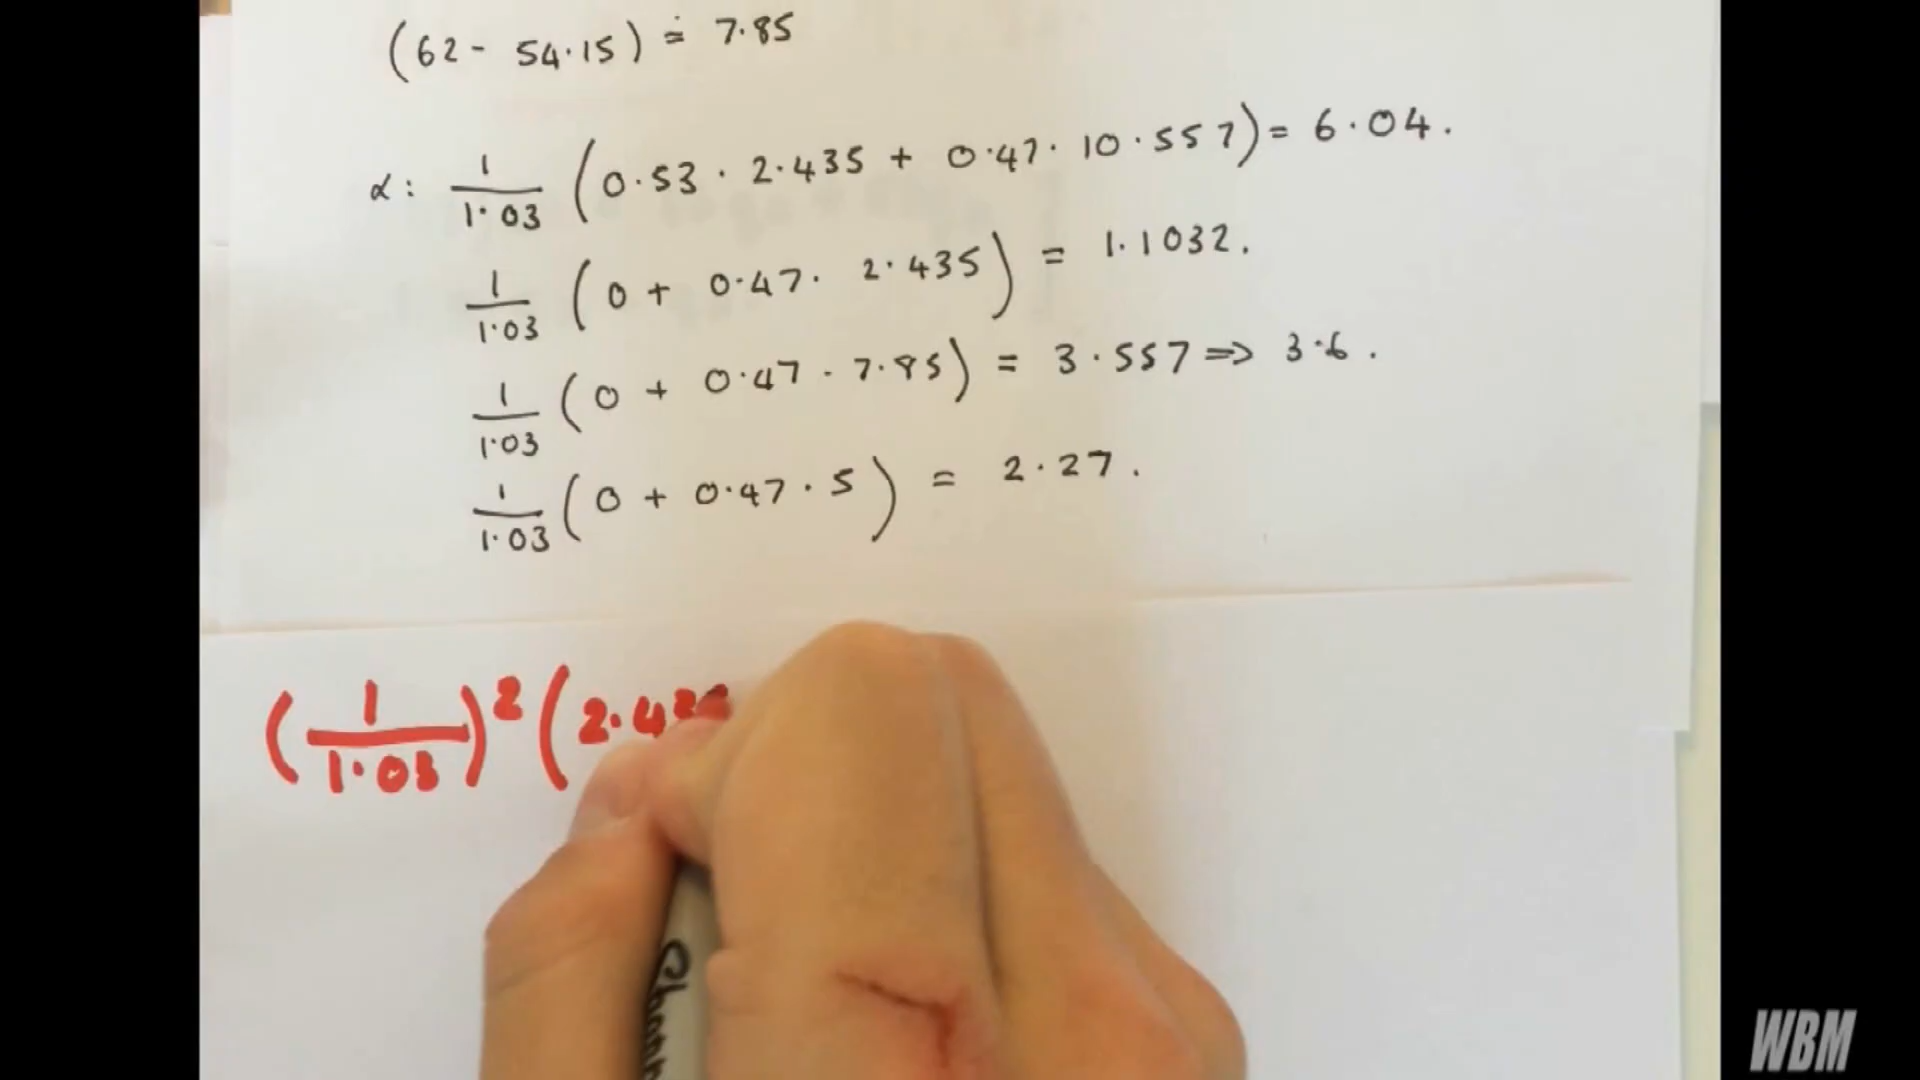 (62 - 54.15) = 7.85
α: 1/1.03 (0.53 · 2.435 + 0.47 · 10.557) = 6.04.
1/1.03 (0 + 0.47 · 2.435) = 1.1032.
1/1.03 (0 + 0.47 · 7.85) = 3.557 ⇒ 3.6.
1/1.03 (0 + 0.47 · 5) = 2.27.
(1/1.03)² (2.4
WBM